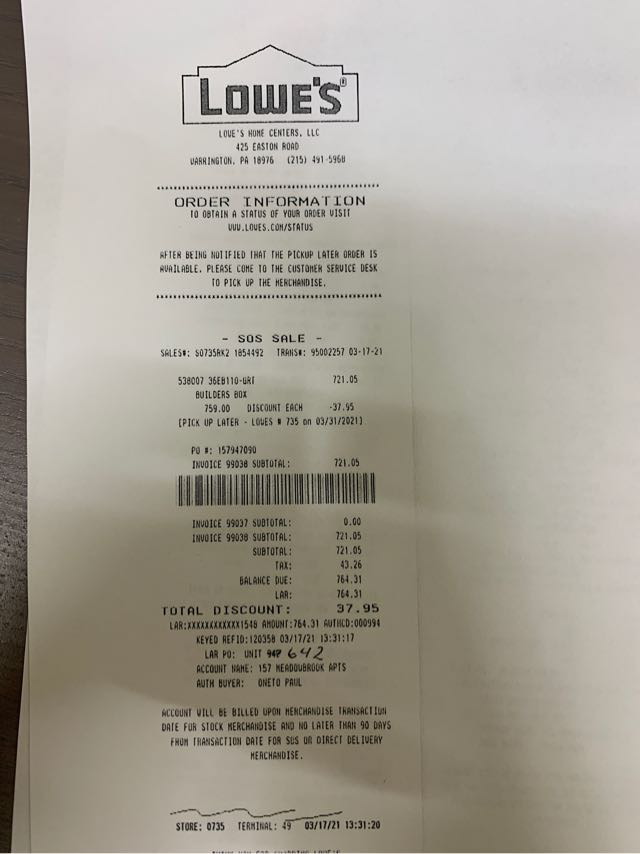 LOWE'S
LOWE'S HOME CENTERS, LLC
425 EASTON ROAD
WARRINGTON, PA 18976 (215) 491-5968
ORDER INFORMATION
TO OBTAIN A STATUS OF YOUR ORDER VISIT
WWW.LOWES.COM/STATUS
AFTER BEING NOTIFIED THAT THE PICKUP LATER ORDER IS
AVAILABLE, PLEASE COME TO THE CUSTOMER SERVICE DESK
TO PICK UP THE MERCHANDISE.
- SOS SALE -
SALES#: S0735RK2 1854492 TRANS#: 95002257 03-17-21
538007 36EB110-GRT 721.05
BUILDERS BOX
759.00 DISCOUNT EACH -37.95
[PICK UP LATER - LOWES # 735 on 03/31/2021]
PO #: 157947090
INVOICE 99038 SUBTOTAL: 721.05
INVOICE 99037 SUBTOTAL: 0.00
INVOICE 99038 SUBTOTAL: 721.05
SUBTOTAL: 721.05
TAX: 43.26
BALANCE DUE: 764.31
LAR: 764.31
TOTAL DISCOUNT: 37.95
LAR:XXXXXXXXXXXX1548 AMOUNT:764.31 AUTHCD:000994
KEYED REFID:120358 03/17/21 13:31:17
LAR PO: UNIT 642
ACCOUNT NAME: 157 MEADOWBROOK APTS
AUTH BUYER: ONETO PAUL
ACCOUNT WILL BE BILLED UPON MERCHANDISE TRANSACTION
DATE FOR STOCK MERCHANDISE AND NO LATER THAN 90 DAYS
FROM TRANSACTION DATE FOR SOS OR DIRECT DELIVERY
MERCHANDISE.
STORE: 0735 TERMINAL: 49 03/17/21 13:31:20